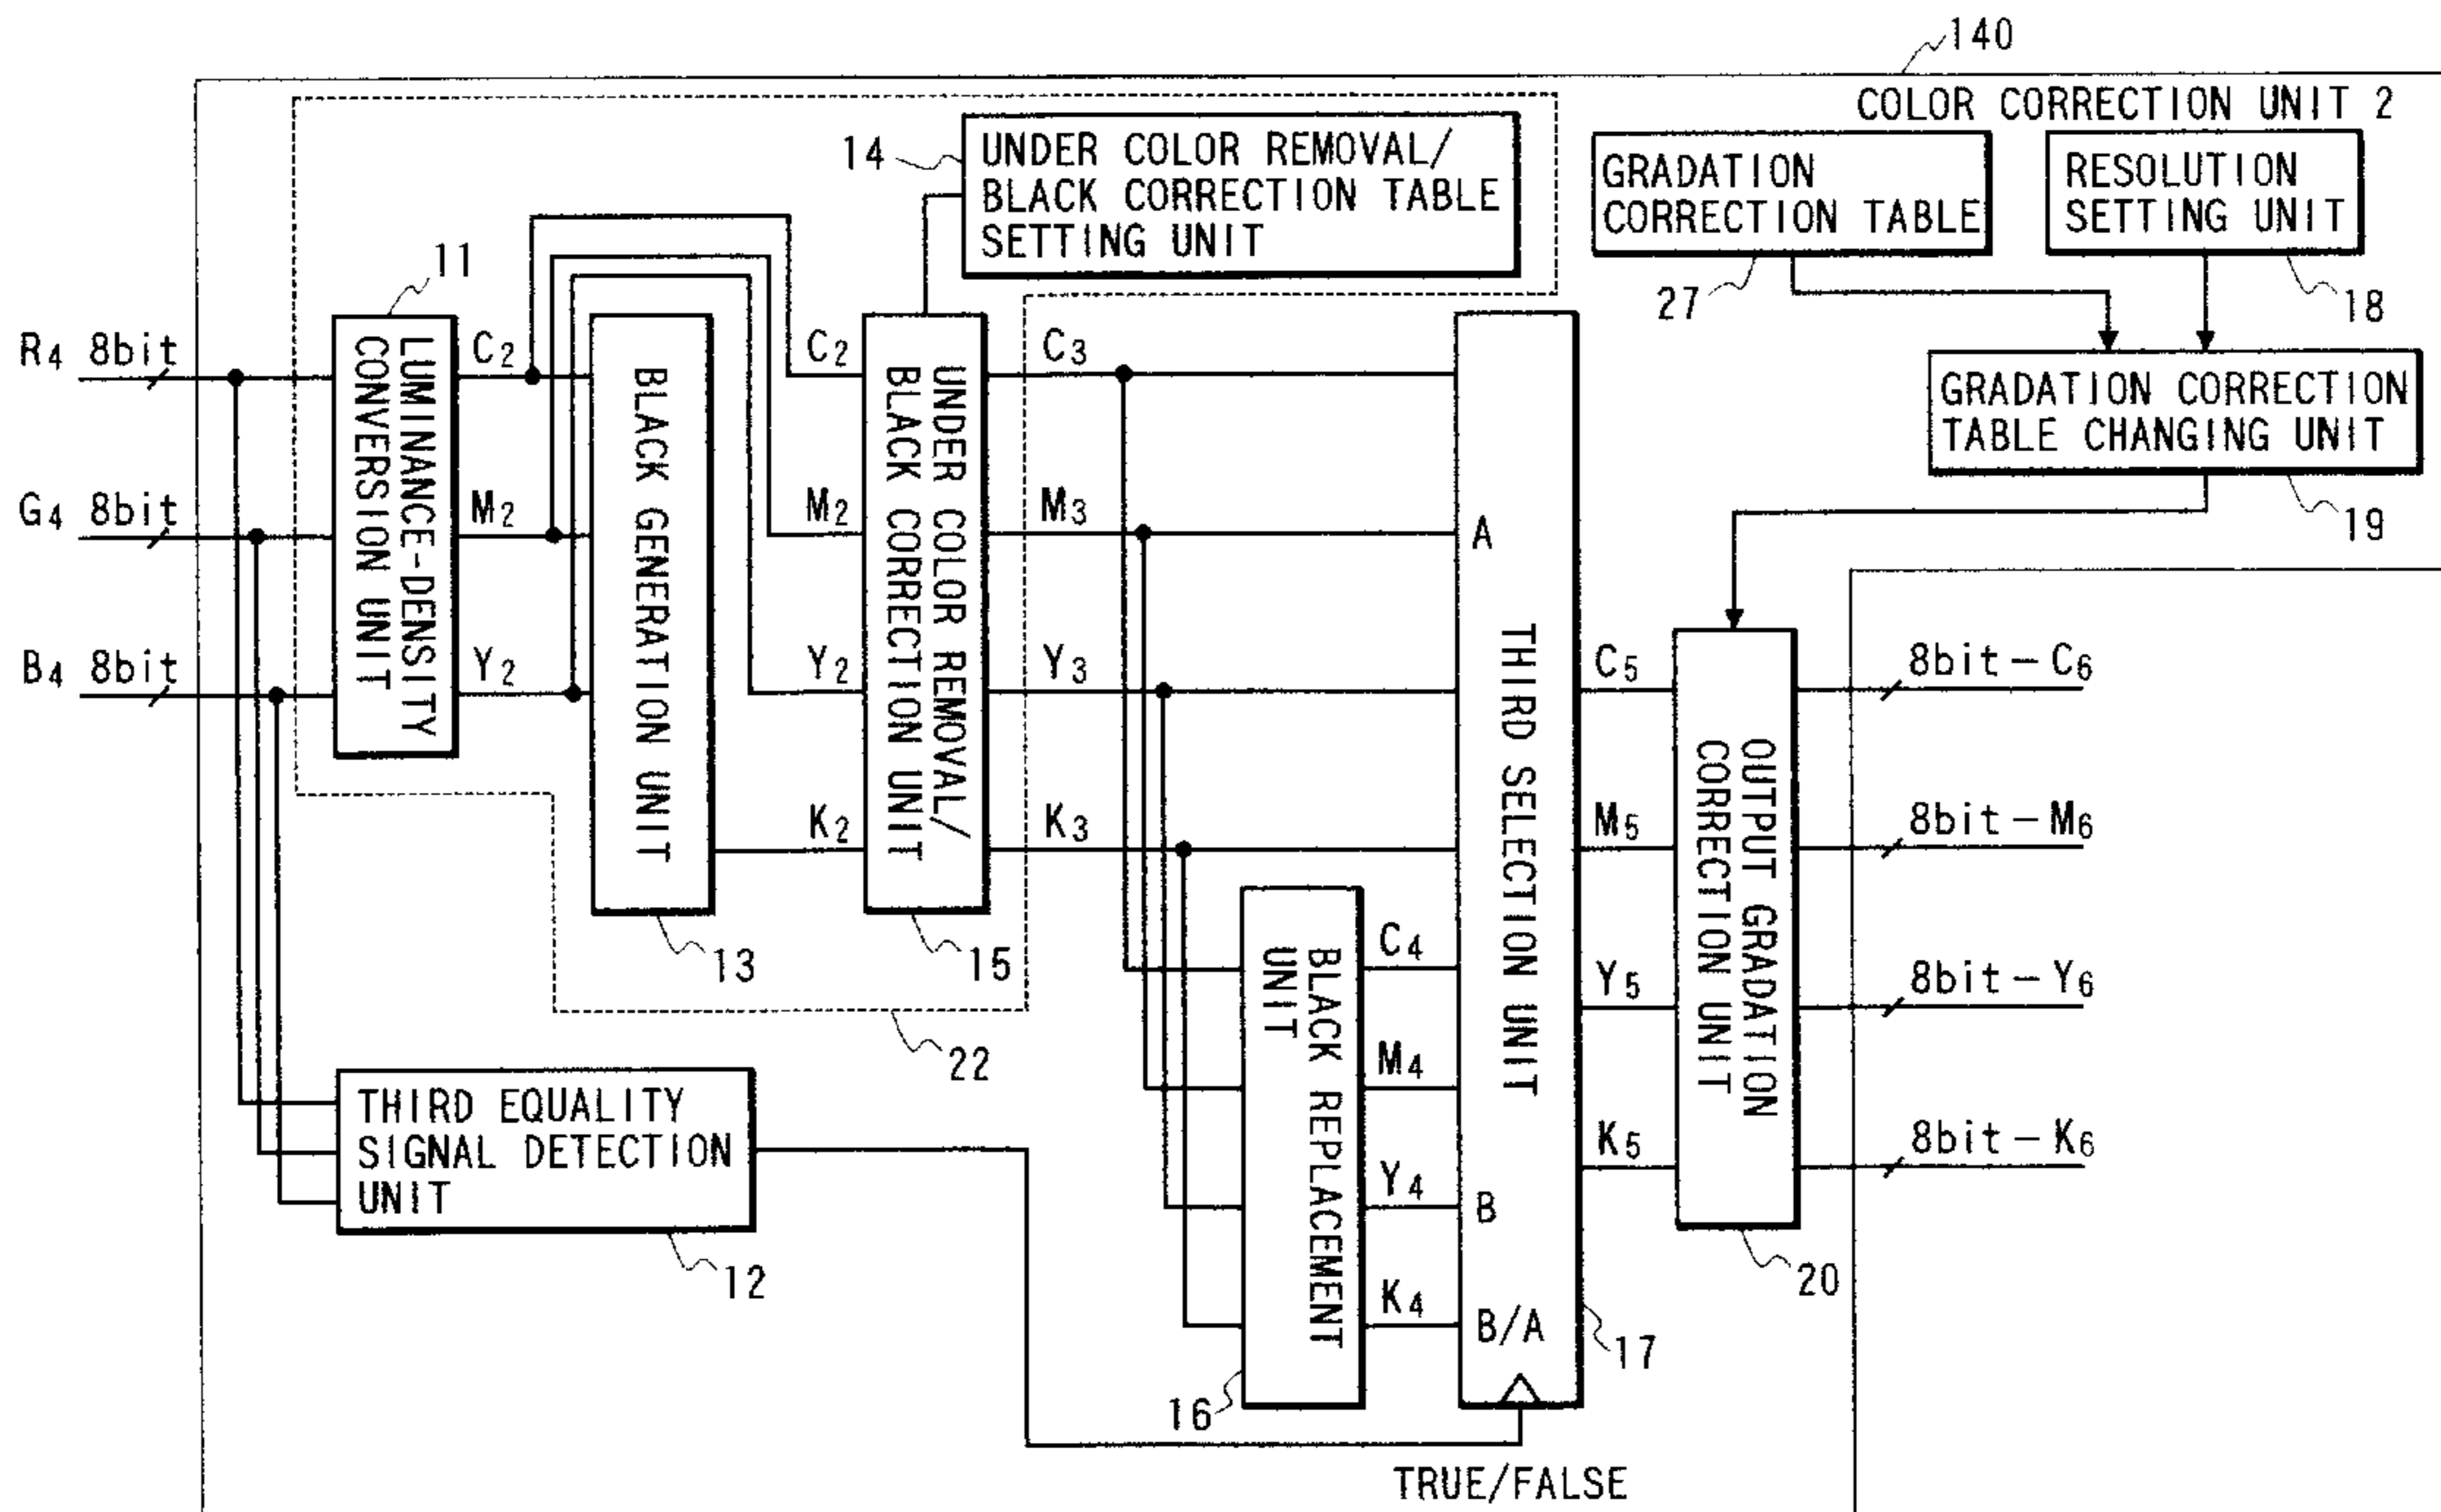 140
COLOR CORRECTION UNIT 2
14
UNDER COLOR REMOVAL/
BLACK CORRECTION TABLE
SETTING UNIT
GRADATION
CORRECTION TABLE
RESOLUTION
SETTING UNIT
27
18
GRADATION CORRECTION
TABLE CHANGING UNIT
19
R4 8bit
G4 8bit
B4 8bit
11
LUMINANCE-DENSITY
CONVERSION UNIT
C2
M2
Y2
BLACK GENERATION UNIT
13
C2
M2
Y2
K2
UNDER COLOR REMOVAL/
BLACK CORRECTION UNIT
15
22
C3
M3
Y3
K3
THIRD EQUALITY
SIGNAL DETECTION
UNIT
12
BLACK REPLACEMENT
UNIT
16
C4
M4
Y4
K4
A
B
B/A
THIRD SELECTION UNIT
17
TRUE/FALSE
C5
M5
Y5
K5
OUTPUT GRADATION
CORRECTION UNIT
20
8bit-C6
8bit-M6
8bit-Y6
8bit-K6